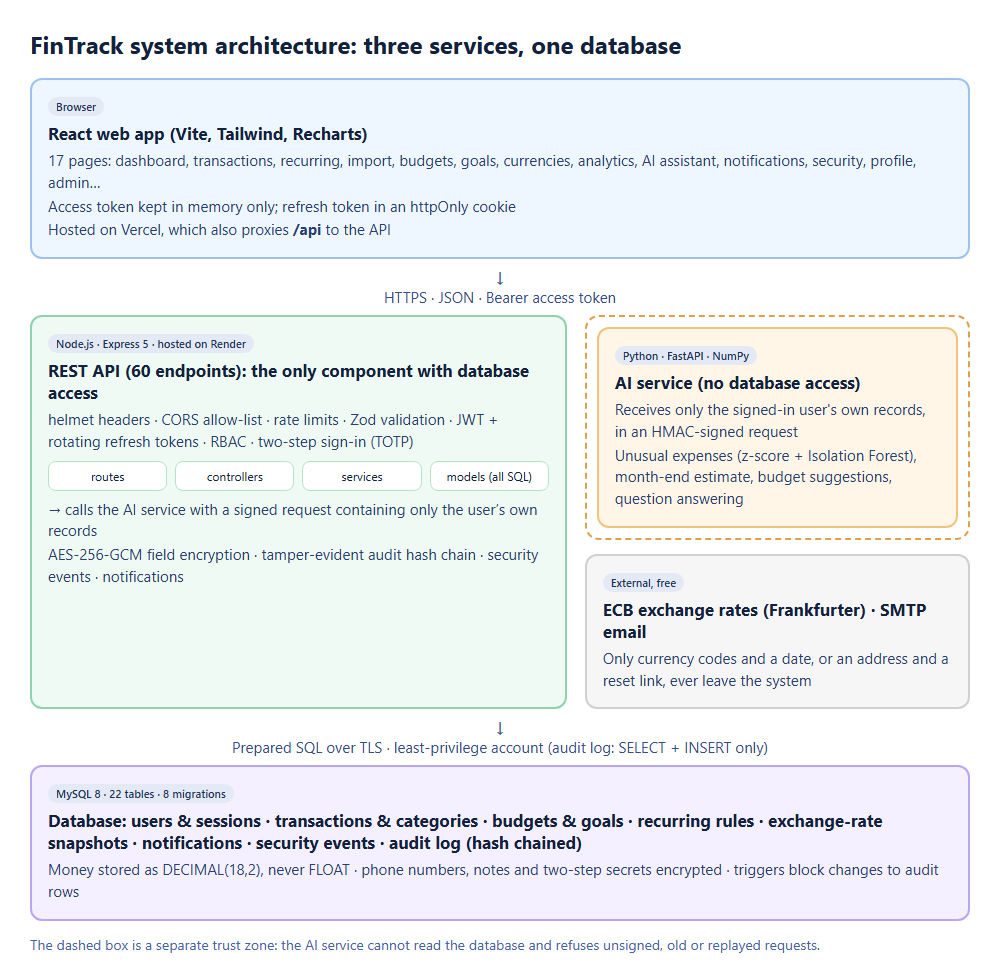 FinTrack system architecture: three services, one database
Browser
React web app (Vite, Tailwind, Recharts)
17 pages: dashboard, transactions, recurring, import, budgets, goals, currencies, analytics, AI assistant, notifications, security, profile,
admin...
Access token kept in memory only; refresh token in an httpOnly cookie
Hosted on Vercel, which also proxies /api to the API
↓
HTTPS · JSON · Bearer access token
Node.js · Express 5 · hosted on Render
REST API (60 endpoints): the only component with database
access
helmet headers · CORS allow-list · rate limits · Zod validation · JWT +
rotating refresh tokens · RBAC · two-step sign-in (TOTP)
routes
controllers
services
models (all SQL)
→ calls the AI service with a signed request containing only the user's own
records
AES-256-GCM field encryption · tamper-evident audit hash chain · security
events · notifications
Python · FastAPI · NumPy
AI service (no database access)
Receives only the signed-in user's own records,
in an HMAC-signed request
Unusual expenses (z-score + Isolation Forest),
month-end estimate, budget suggestions,
question answering
External, free
ECB exchange rates (Frankfurter) · SMTP
email
Only currency codes and a date, or an address and a
reset link, ever leave the system
↓
Prepared SQL over TLS · least-privilege account (audit log: SELECT + INSERT only)
MySQL 8 · 22 tables · 8 migrations
Database: users & sessions · transactions & categories · budgets & goals · recurring rules · exchange-rate
snapshots · notifications · security events · audit log (hash chained)
Money stored as DECIMAL(18,2), never FLOAT · phone numbers, notes and two-step secrets encrypted · triggers block changes to audit
rows
The dashed box is a separate trust zone: the AI service cannot read the database and refuses unsigned, old or replayed requests.